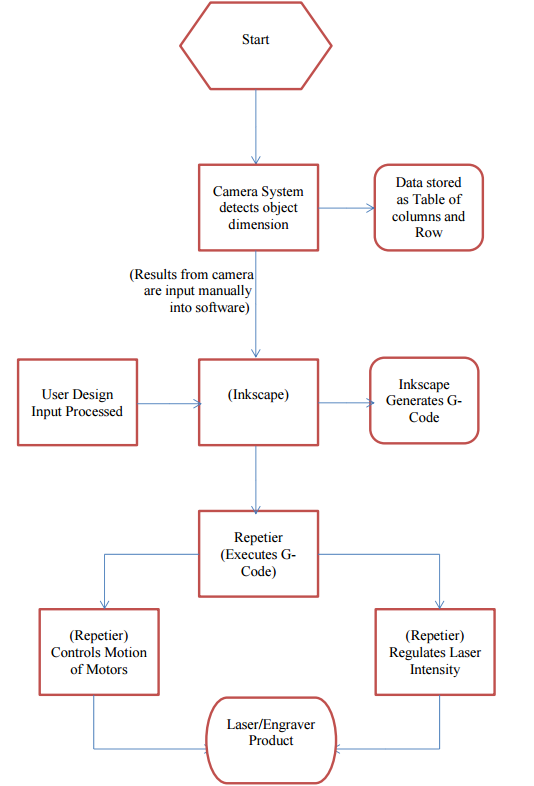 Start
Camera System
detects object
dimension
Data stored
as Table of
columns and
Row
(Results from camera
are input manually
into software)
User Design
Input Processed
(Inkscape)
Inkscape
Generates G-
Code
Repetier
(Executes G-
Code)
(Repetier)
Controls Motion
of Motors
(Repetier)
Regulates Laser
Intensity
Laser/Engraver
Product